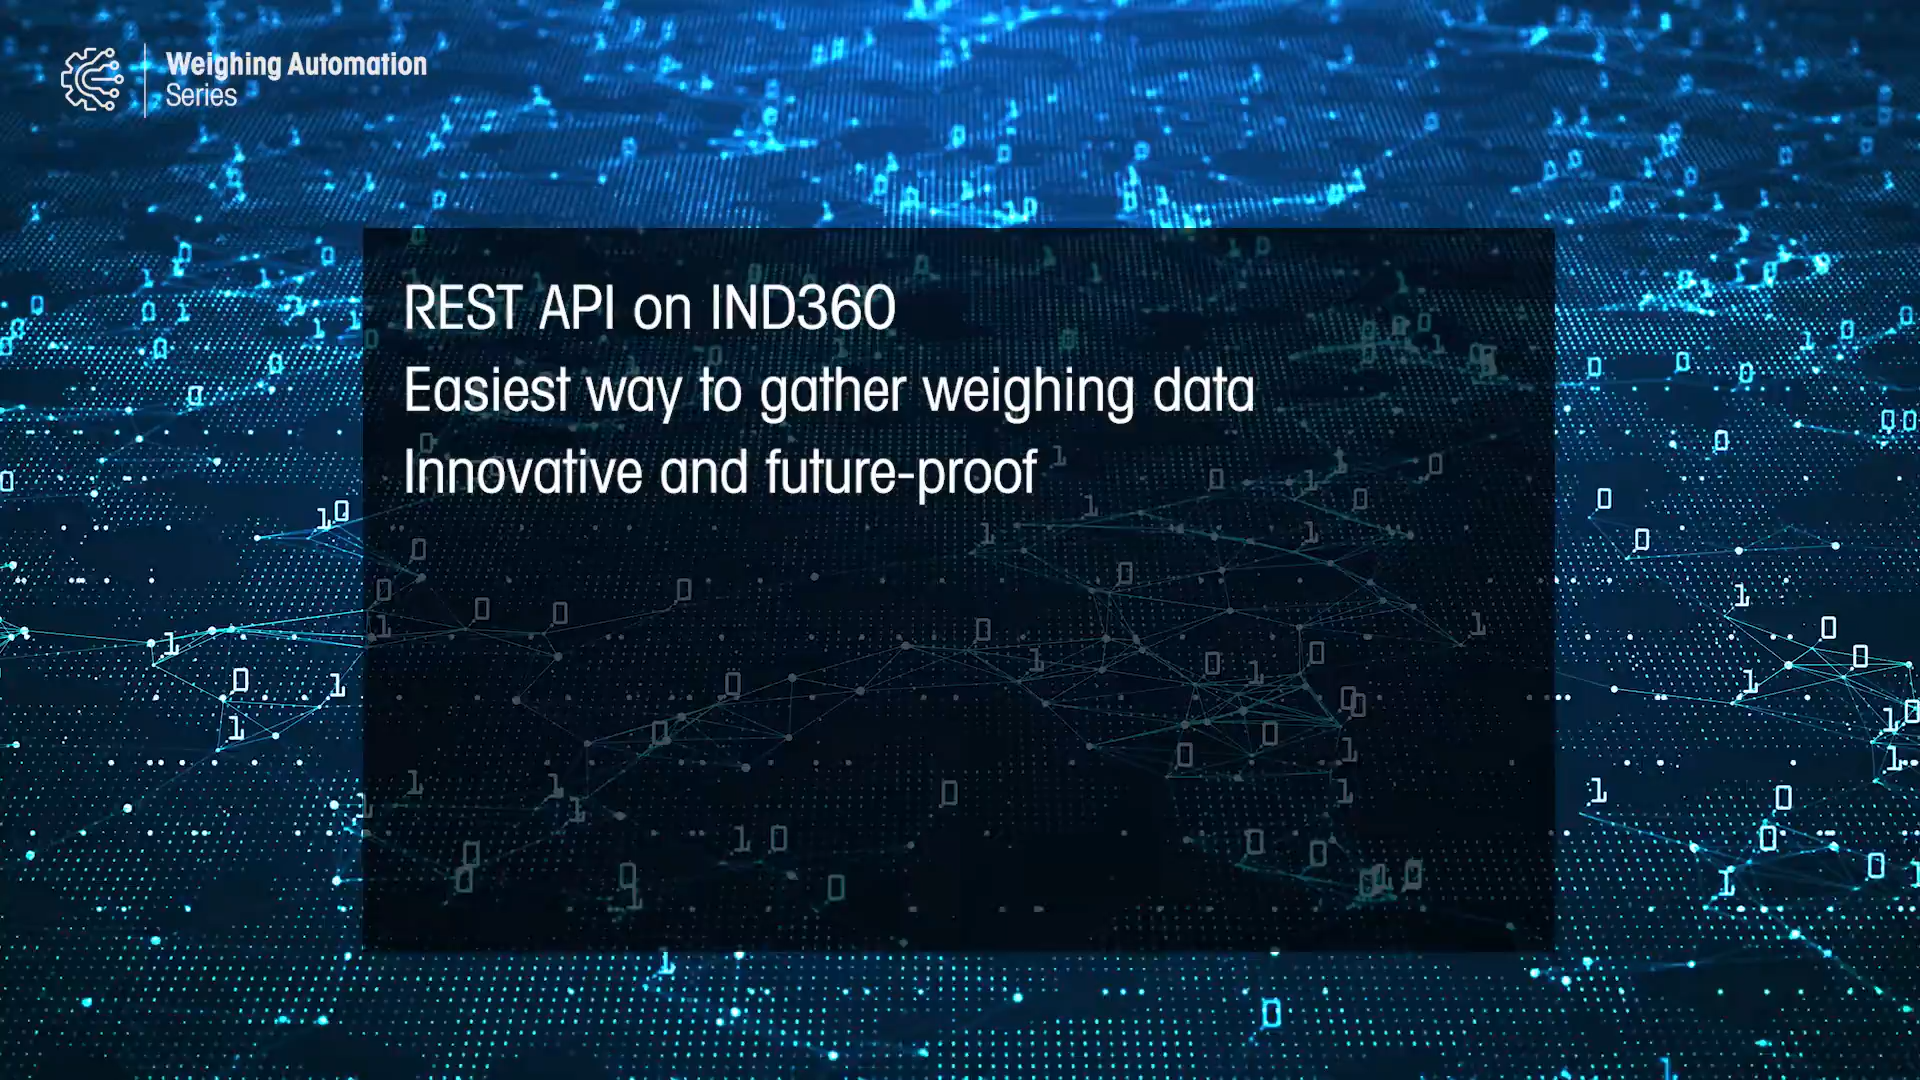 Weighing Automation
Series
REST API on IND360
Easiest way to gather weighing data
Innovative and future-proof